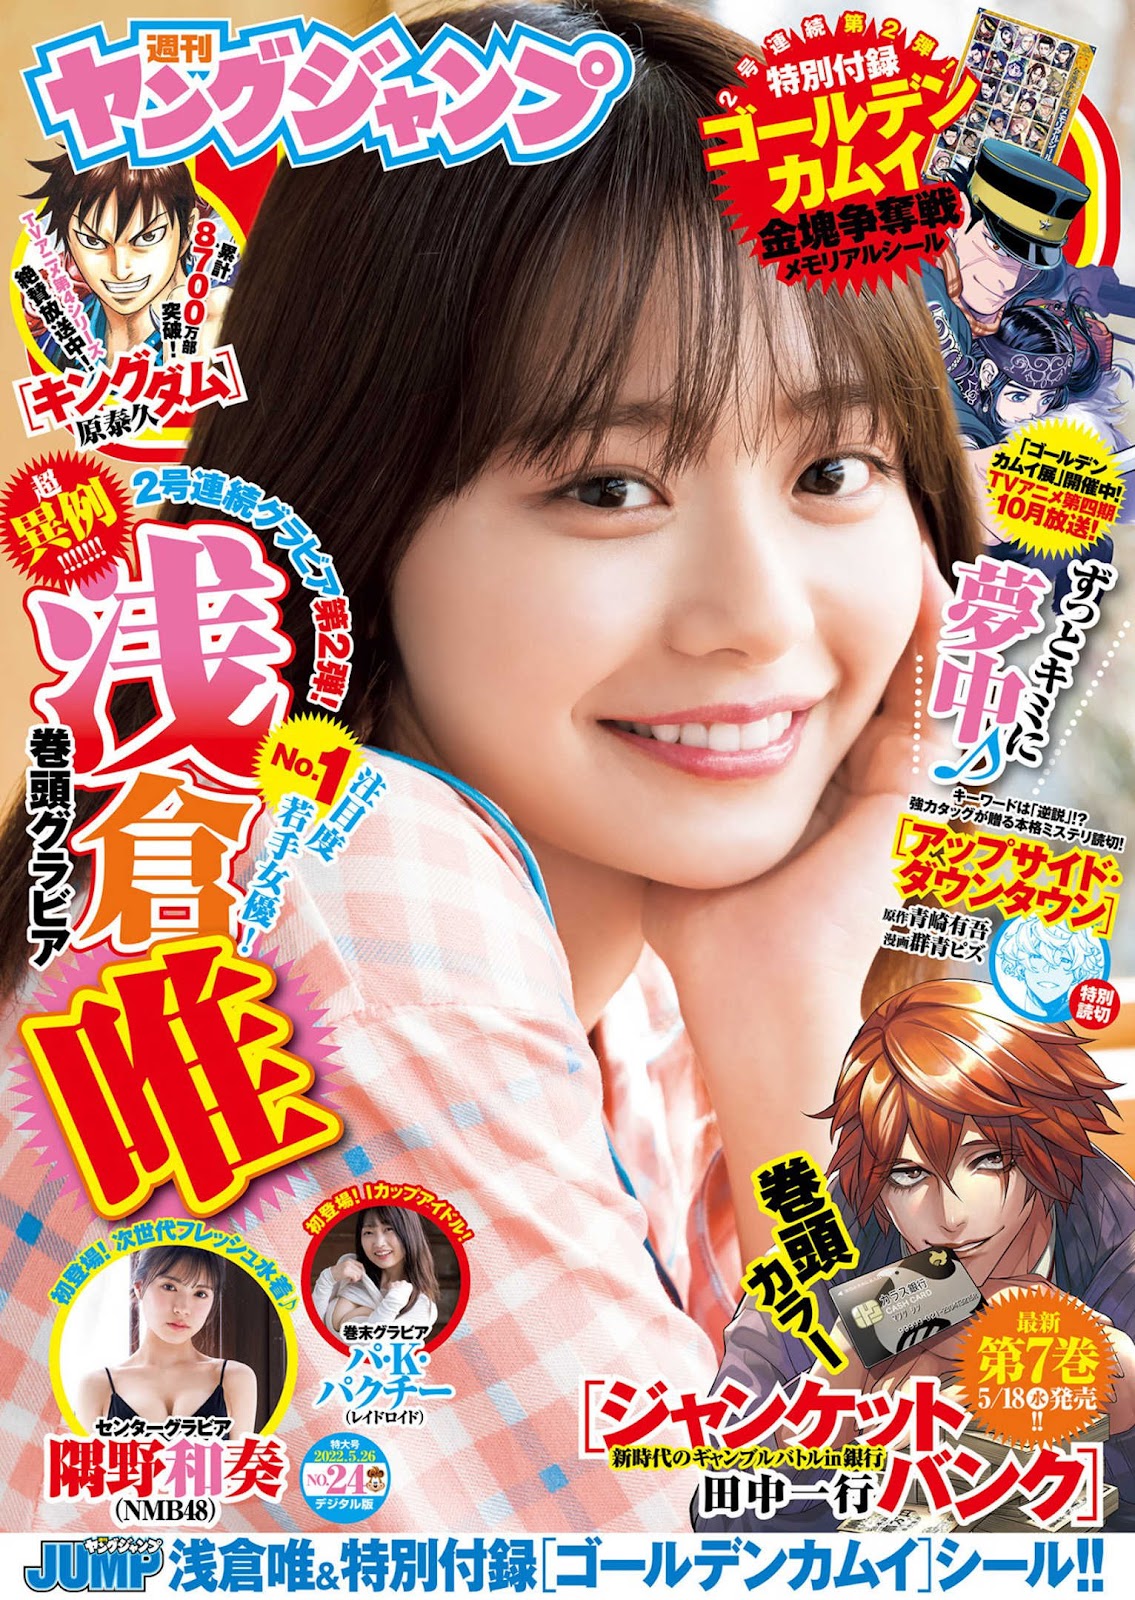 週刊
ヤングジャンプ
2号連続第2弾!
特別付録
ゴールデン
カムイ
金塊争奪戦
メモリアルシール
累計
8700万部
突破!
TVアニメ第4シリーズ
絶賛放送中!
[キングダム]
原泰久
「ゴールデン
カムイ展」開催中!
TVアニメ第四期
10月放送!
超
異例
!!!!!!!
2号連続グラビア第2弾!
浅倉唯
巻頭グラビア
No.1
注目度
若手女優!
ずっとキミに
夢中♪
キーワードは「逆説」!?
強力タッグが贈る本格ミステリ読切!
[アップサイド・
ダウンタウン]
原作 青崎有吾
漫画 群青ピズ
特別
読切
初登場!次世代フレッシュ水着♪
センターグラビア
隅野和奏
(NMB48)
初登場!Iカップアイドル!
巻末グラビア
パ・K・
パクチー
(レイドロイド)
特大号
2022.5.26
NO.24
デジタル版
巻頭
カラー
カラス銀行
CASH CARD
最新
第7巻
5/18㊌発売
!!
[ジャンケット
バンク]
新時代のギャンブルバトルin銀行
田中一行
ヤングジャンプ
JUMP
浅倉唯&特別付録[ゴールデンカムイ]シール!!